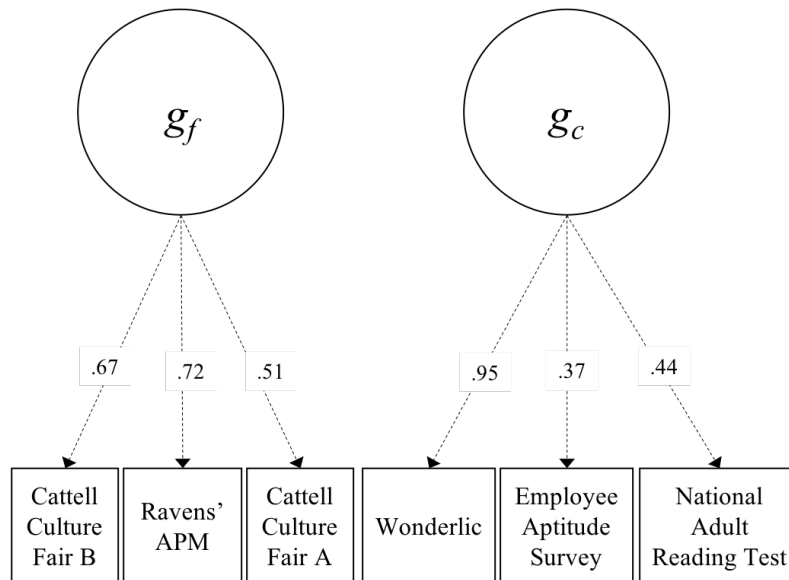 g_f
g_c
.67
.72
.51
.95
.37
.44
Cattell
Culture
Fair B
Ravens’
APM
Cattell
Culture
Fair A
Wonderlic
Employee
Aptitude
Survey
National
Adult
Reading Test